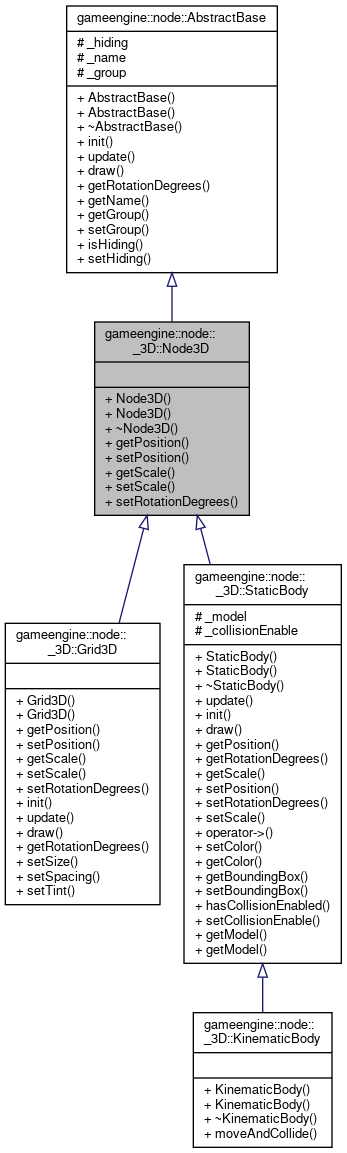 gameengine::node::AbstractBase
# _hiding
# _name
# _group
+ AbstractBase()
+ AbstractBase()
+ ~AbstractBase()
+ init()
+ update()
+ draw()
+ getRotationDegrees()
+ getName()
+ getGroup()
+ setGroup()
+ isHiding()
+ setHiding()
gameengine::node::
_3D::Node3D
+ Node3D()
+ Node3D()
+ ~Node3D()
+ getPosition()
+ setPosition()
+ getScale()
+ setScale()
+ setRotationDegrees()
gameengine::node::
_3D::Grid3D
+ Grid3D()
+ Grid3D()
+ getPosition()
+ setPosition()
+ getScale()
+ setScale()
+ setRotationDegrees()
+ init()
+ update()
+ draw()
+ getRotationDegrees()
+ setSize()
+ setSpacing()
+ setTint()
gameengine::node::
_3D::StaticBody
# _model
# _collisionEnable
+ StaticBody()
+ StaticBody()
+ ~StaticBody()
+ update()
+ init()
+ draw()
+ getPosition()
+ getRotationDegrees()
+ getScale()
+ setPosition()
+ setRotationDegrees()
+ setScale()
+ operator->()
+ setColor()
+ getColor()
+ getBoundingBox()
+ setBoundingBox()
+ hasCollisionEnabled()
+ setCollisionEnable()
+ getModel()
+ getModel()
gameengine::node::
_3D::KinematicBody
+ KinematicBody()
+ KinematicBody()
+ ~KinematicBody()
+ moveAndCollide()